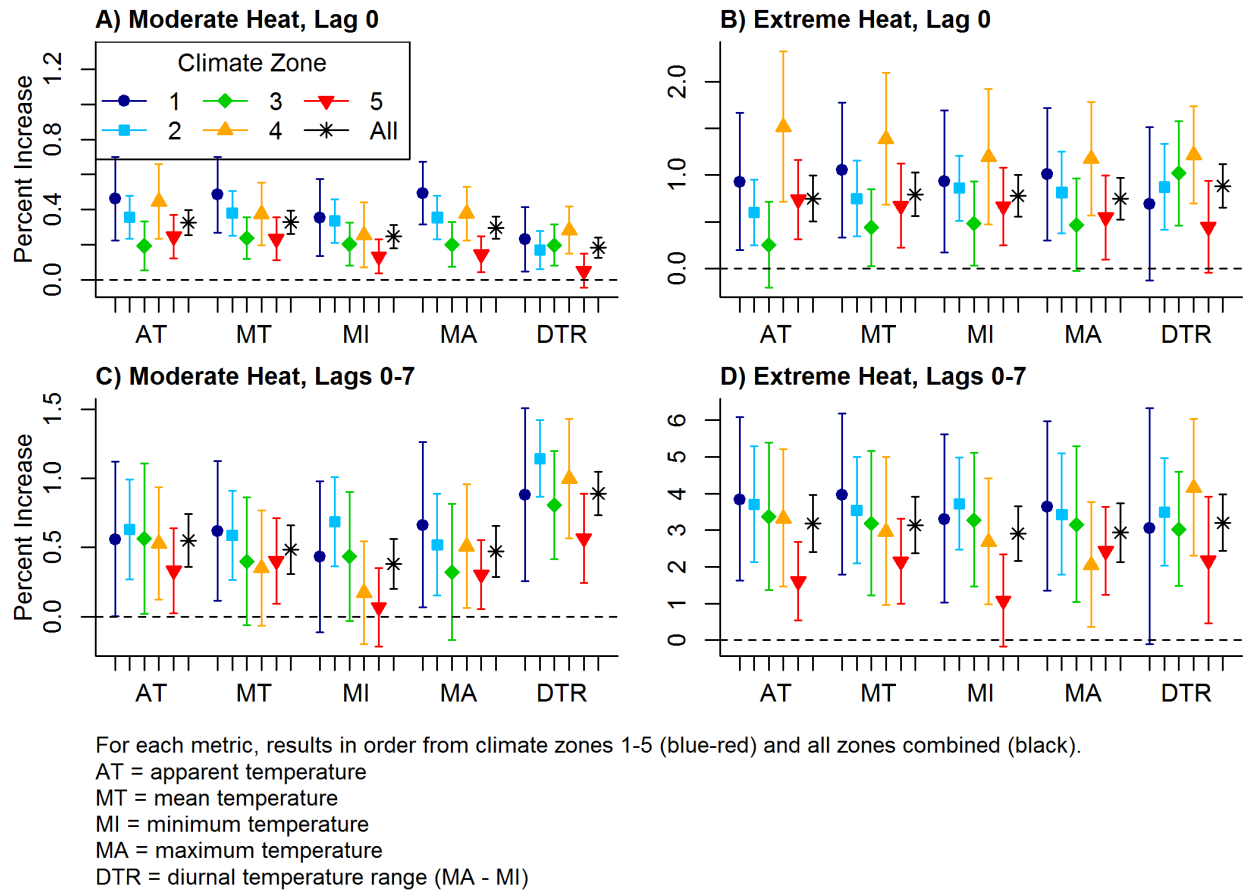 A) Moderate Heat, Lag 0
Percent Increase
0.0 0.4 0.8 1.2
Climate Zone
1 3 5
2 4 All
AT MT MI MA DTR
B) Extreme Heat, Lag 0
0.0 1.0 2.0
AT MT MI MA DTR
C) Moderate Heat, Lags 0-7
Percent Increase
0.0 0.5 1.0 1.5
AT MT MI MA DTR
D) Extreme Heat, Lags 0-7
0 1 2 3 4 5 6
AT MT MI MA DTR
For each metric, results in order from climate zones 1-5 (blue-red) and all zones combined (black).
AT = apparent temperature
MT = mean temperature
MI = minimum temperature
MA = maximum temperature
DTR = diurnal temperature range (MA - MI)